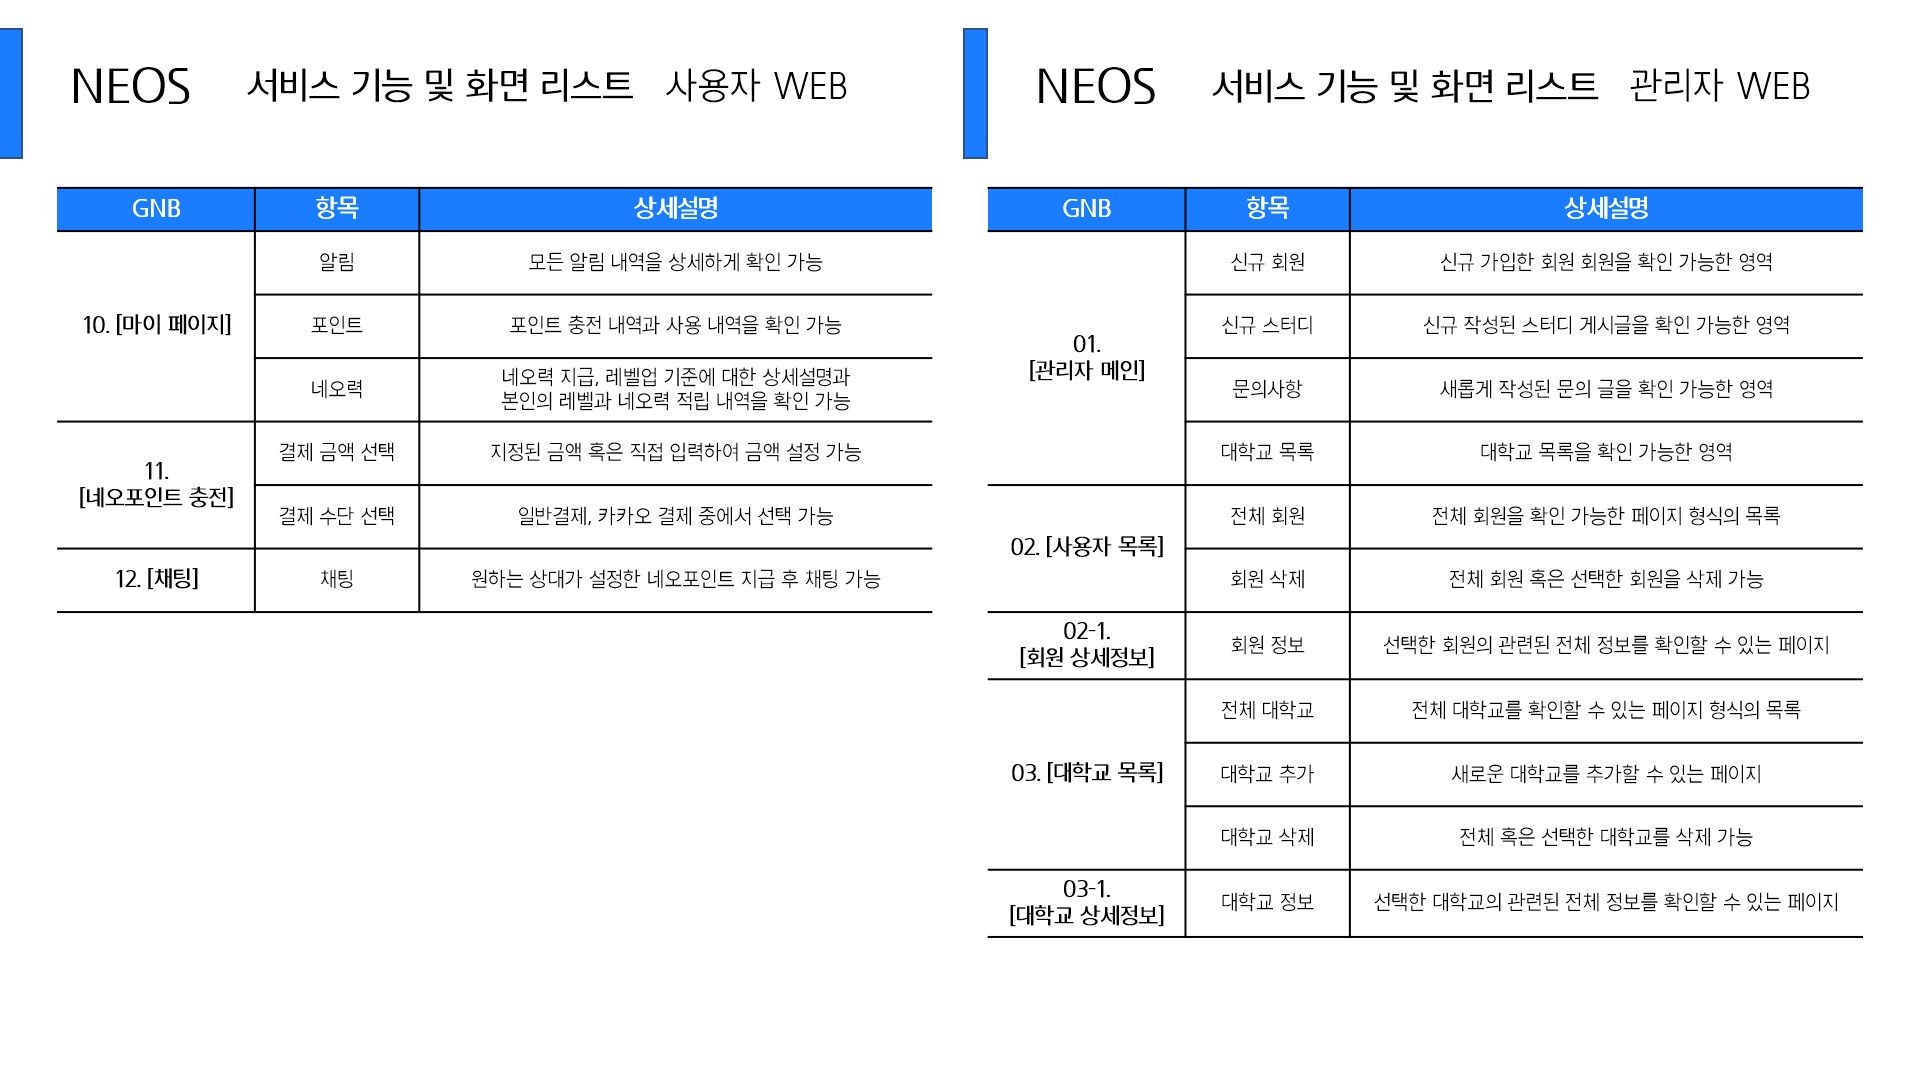 NEOS 서비스 기능 및 화면 리스트 사용자 WEB
GNB 항목 상세설명
10. [마이 페이지]
알림 모든 알림 내역을 상세하게 확인 가능
포인트 포인트 충전 내역과 사용 내역을 확인 가능
네오력 네오력 지급, 레벨업 기준에 대한 상세설명과
본인의 레벨과 네오력 적립 내역을 확인 가능
11.
[네오포인트 충전]
결제 금액 선택 지정된 금액 혹은 직접 입력하여 금액 설정 가능
결제 수단 선택 일반결제, 카카오 결제 중에서 선택 가능
12. [채팅] 채팅 원하는 상대가 설정한 네오포인트 지급 후 채팅 가능
NEOS 서비스 기능 및 화면 리스트 관리자 WEB
GNB 항목 상세설명
01.
[관리자 메인]
신규 회원 신규 가입한 회원 회원을 확인 가능한 영역
신규 스터디 신규 작성된 스터디 게시글을 확인 가능한 영역
문의사항 새롭게 작성된 문의 글을 확인 가능한 영역
대학교 목록 대학교 목록을 확인 가능한 영역
02. [사용자 목록]
전체 회원 전체 회원을 확인 가능한 페이지 형식의 목록
회원 삭제 전체 회원 혹은 선택한 회원을 삭제 가능
02-1.
[회원 상세정보]
회원 정보 선택한 회원의 관련된 전체 정보를 확인할 수 있는 페이지
03. [대학교 목록]
전체 대학교 전체 대학교를 확인할 수 있는 페이지 형식의 목록
대학교 추가 새로운 대학교를 추가할 수 있는 페이지
대학교 삭제 전체 혹은 선택한 대학교를 삭제 가능
03-1.
[대학교 상세정보]
대학교 정보 선택한 대학교의 관련된 전체 정보를 확인할 수 있는 페이지